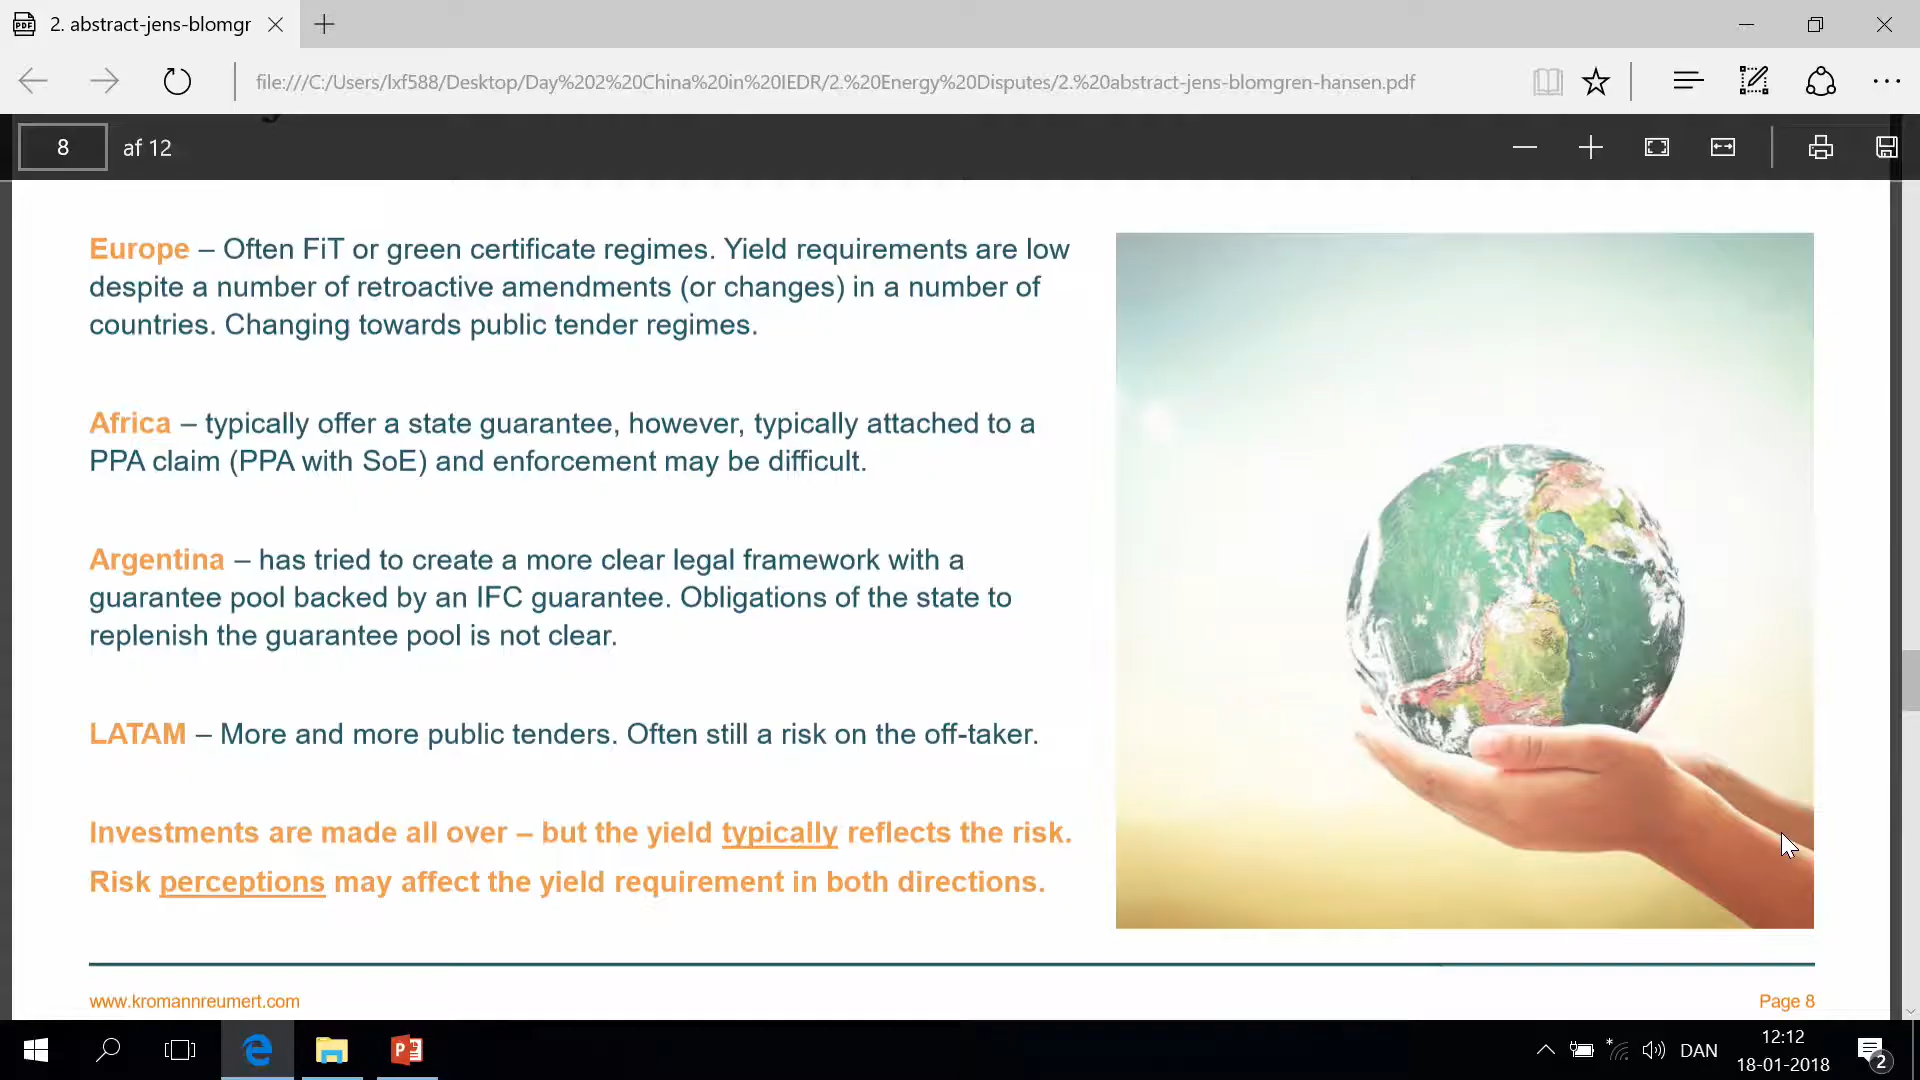 2. abstract-jens-blomgr
file:///C:/Users/lxf588/Desktop/Day%202%20China%20in%20IEDR/2.%20Energy%20Disputes/2.%20abstract-jens-blomgren-hansen.pdf
8 af 12
Europe – Often FiT or green certificate regimes. Yield requirements are low
despite a number of retroactive amendments (or changes) in a number of
countries. Changing towards public tender regimes.
Africa – typically offer a state guarantee, however, typically attached to a
PPA claim (PPA with SoE) and enforcement may be difficult.
Argentina – has tried to create a more clear legal framework with a
guarantee pool backed by an IFC guarantee. Obligations of the state to
replenish the guarantee pool is not clear.
LATAM – More and more public tenders. Often still a risk on the off-taker.
Investments are made all over – but the yield typically reflects the risk.
Risk perceptions may affect the yield requirement in both directions.
www.kromannreumert.com
Page 8
DAN
12:12
18-01-2018
2